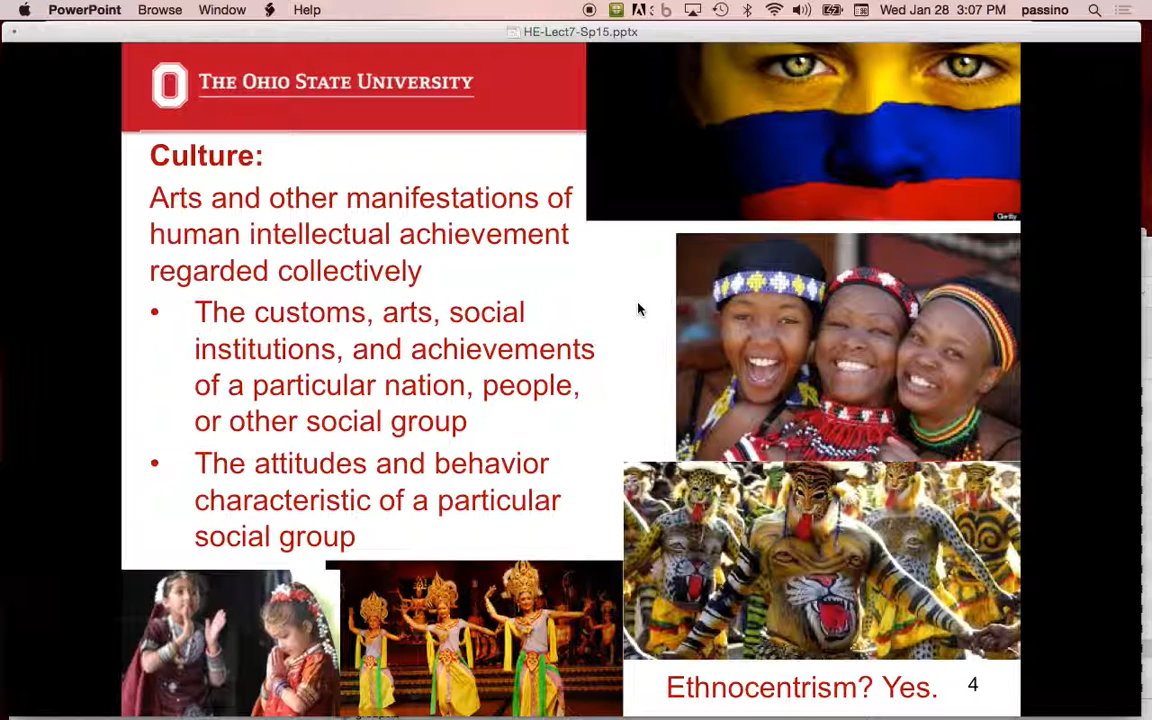 PowerPoint Browse Window Help Wed Jan 28 3:07 PM passino
HE-Lect7-Sp15.pptx
THE OHIO STATE UNIVERSITY
Culture:
Arts and other manifestations of
human intellectual achievement
regarded collectively
• The customs, arts, social
institutions, and achievements
of a particular nation, people,
or other social group
• The attitudes and behavior
characteristic of a particular
social group
Getty
Ethnocentrism? Yes. 4